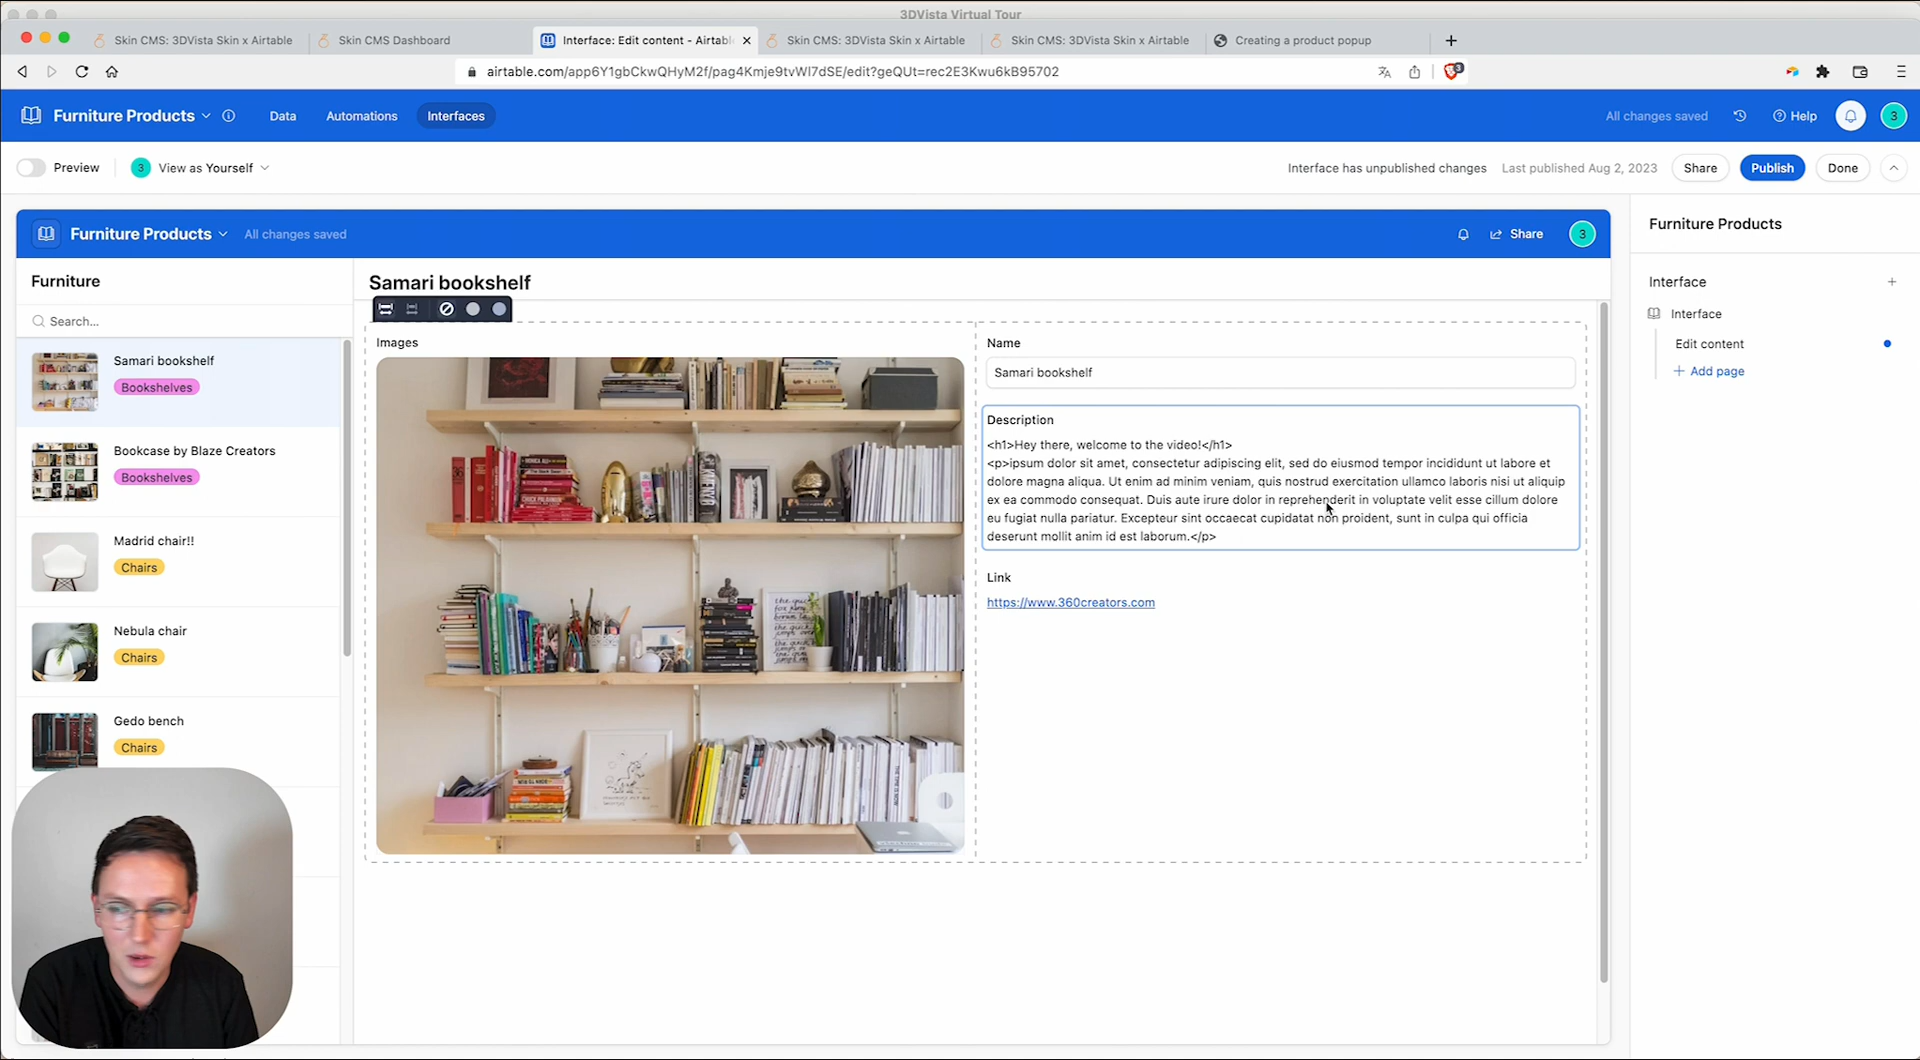 3DVista Virtual Tour
Skin CMS: 3DVista Skin x Airtable
Skin CMS Dashboard
Interface: Edit content - Airtabl
Skin CMS: 3DVista Skin x Airtable
Skin CMS: 3DVista Skin x Airtable
Creating a product popup
airtable.com/app6Y1gbCkwQHyM2f/pag4Kmje9tvWl7dSE/edit?geQUt=rec2E3Kwu6kB95702
3
Furniture Products
Data
Automations
Interfaces
All changes saved
Help
3
Preview
3
View as Yourself
Interface has unpublished changes
Last published Aug 2, 2023
Share
Publish
Done
Furniture Products
All changes saved
Share
3
Furniture Products
Furniture
Search...
Samari bookshelf
Bookshelves
Bookcase by Blaze Creators
Bookshelves
Madrid chair!!
Chairs
Nebula chair
Chairs
Gedo bench
Chairs
Samari bookshelf
Images
Name
Samari bookshelf
Description
<h1>Hey there, welcome to the video!</h1>
<p>ipsum dolor sit amet, consectetur adipiscing elit, sed do eiusmod tempor incididunt ut labore et
dolore magna aliqua. Ut enim ad minim veniam, quis nostrud exercitation ullamco laboris nisi ut aliquip
ex ea commodo consequat. Duis aute irure dolor in reprehenderit in voluptate velit esse cillum dolore
eu fugiat nulla pariatur. Excepteur sint occaecat cupidatat non proident, sunt in culpa qui officia
deserunt mollit anim id est laborum.</p>
Link
https://www.360creators.com
Interface
Interface
Edit content
Add page